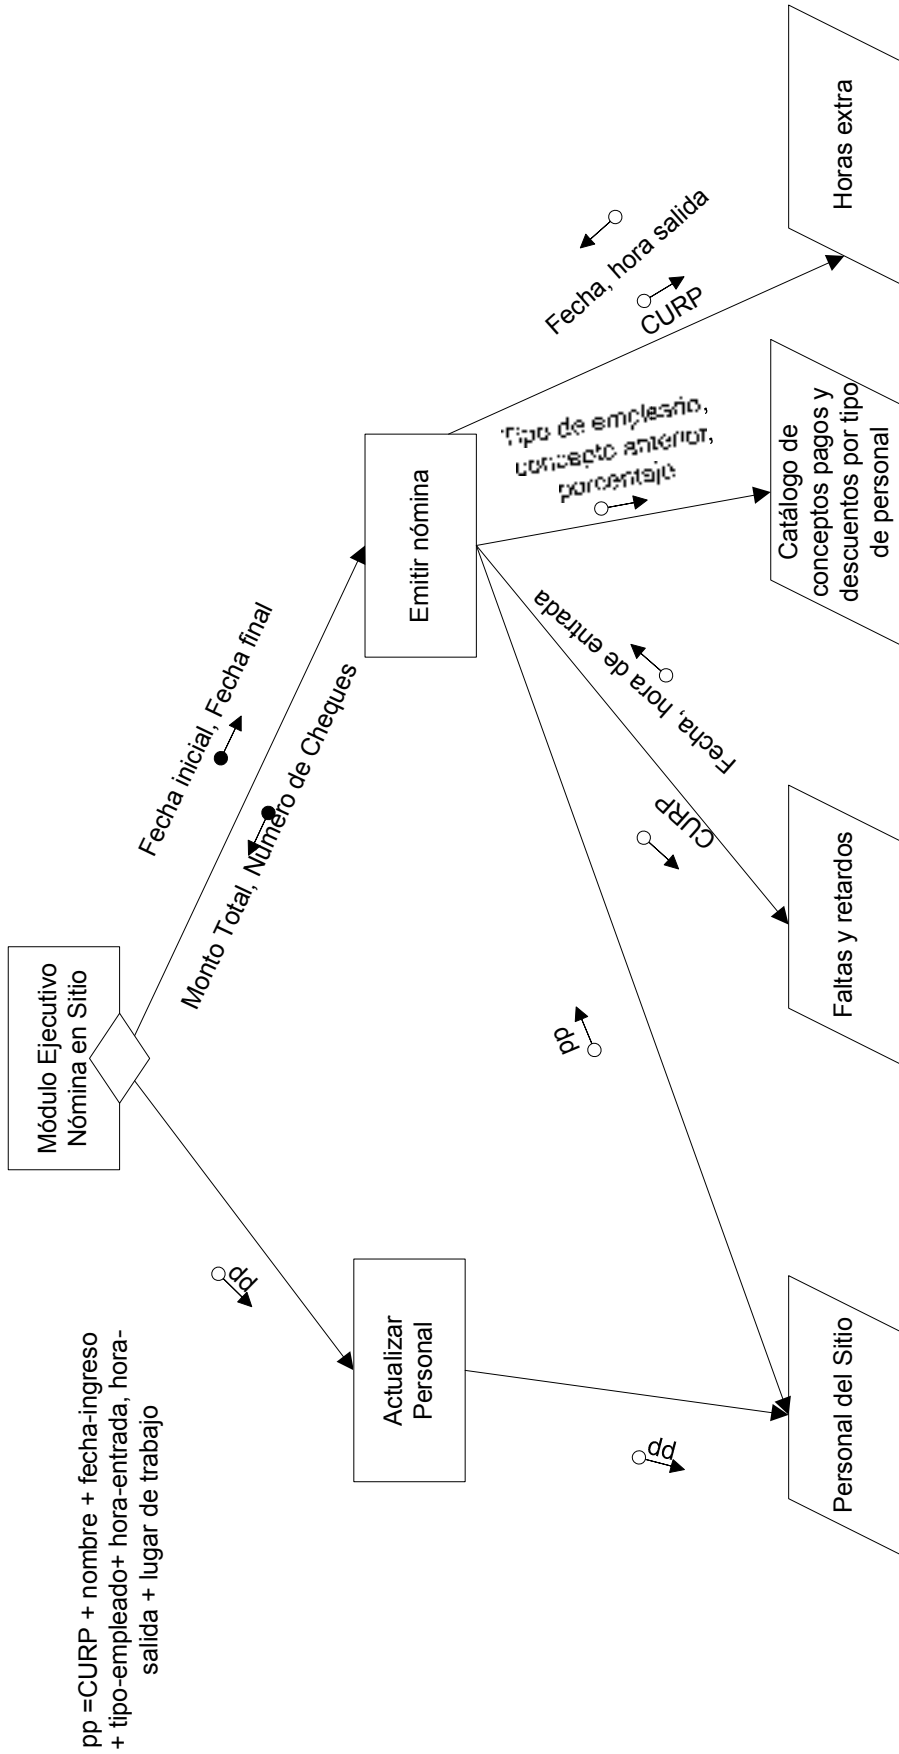 pp =CURP + nombre + fecha-ingreso
+ tipo-empleado+ hora-entrada, hora-
salida + lugar de trabajo
Módulo Ejecutivo
Nómina en Sitio
pp
Fecha inicial, Fecha final
Monto Total, Número de Cheques
Actualizar
Personal
Emitir nómina
pp
pp
CURP
Fecha, hora de entrada
Tipo de empleado,
concepto anterior,
porcentaje
Fecha, hora salida
CURP
Personal del Sitio
Faltas y retardos
Catálogo de
conceptos pagos y
descuentos por tipo
de personal
Horas extra